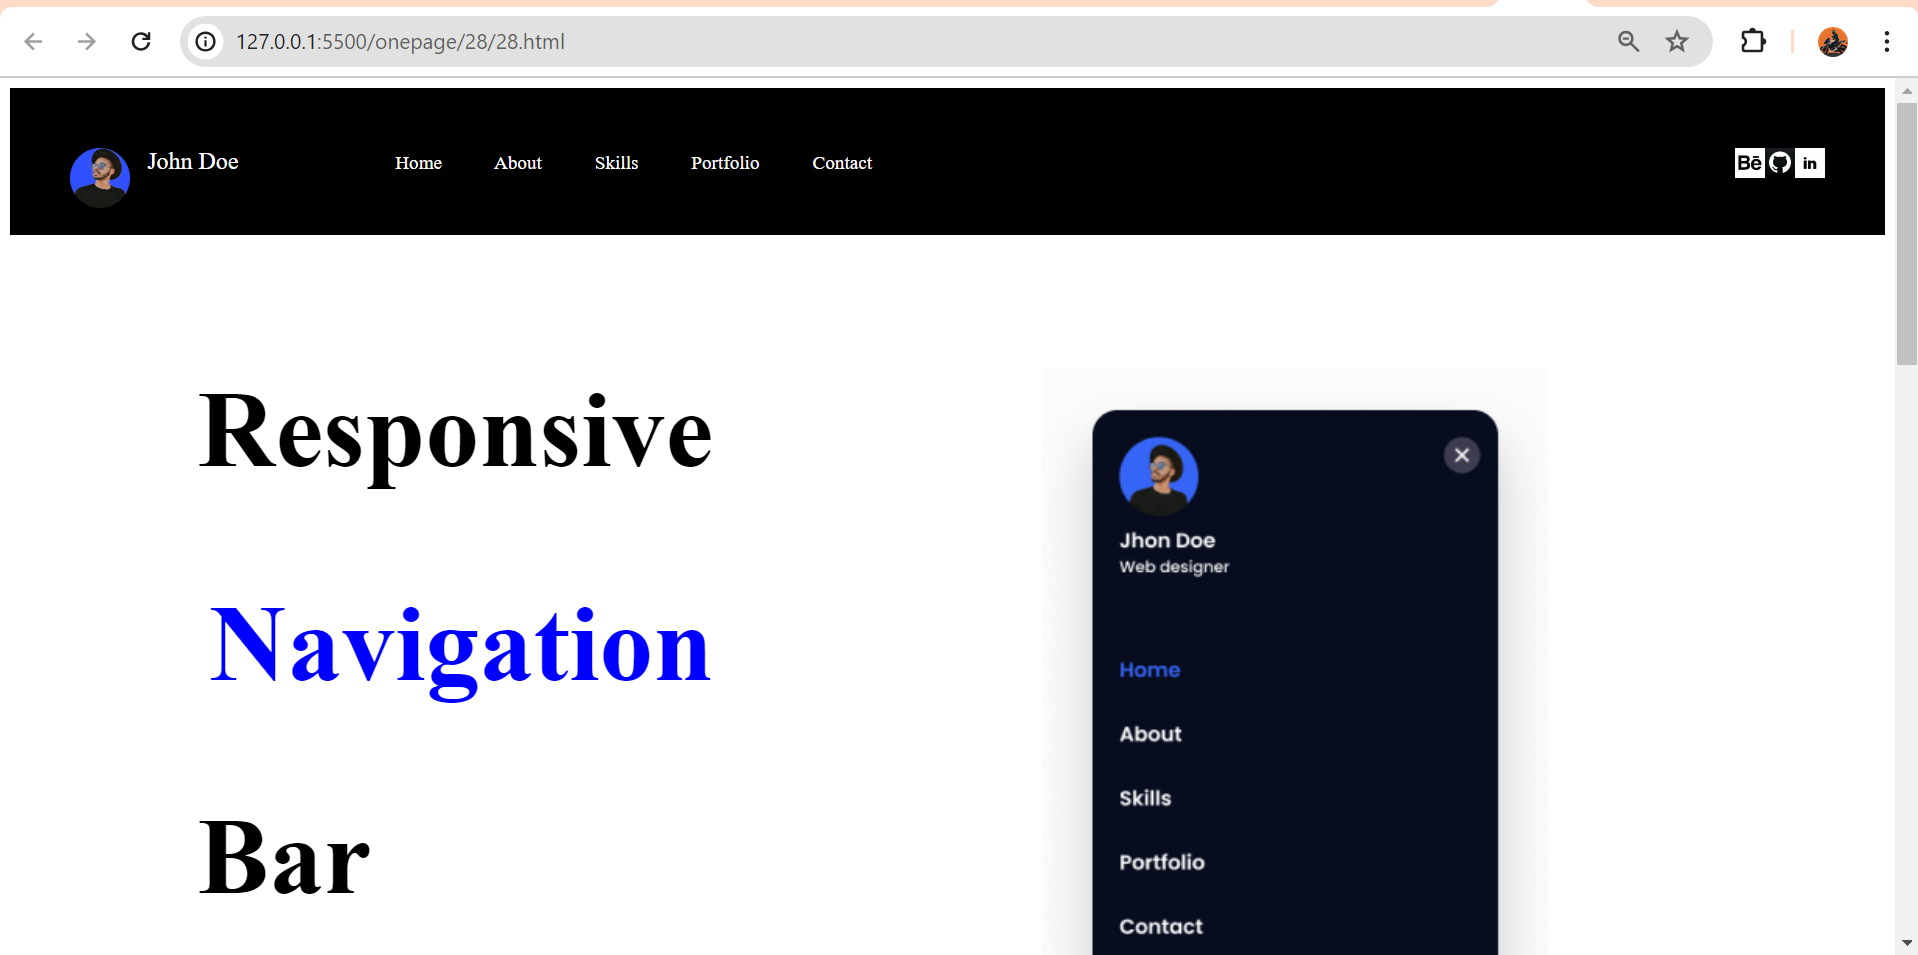 127.0.0.1:5500/onepage/28/28.html
John Doe Home About Skills Portfolio Contact Bē in
Responsive
Navigation
Bar
Jhon Doe
Web designer
Home
About
Skills
Portfolio
Contact